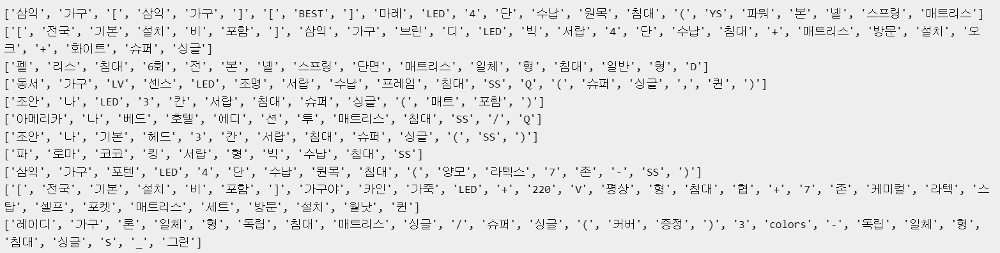 ['삼익', '가구', '[', '삼익', '가구', ']', '[', 'BEST', ']', '마레', 'LED', '4', '단', '수납', '원목', '침대', '(', 'YS', '파워', '본', '넬', '스프링', '매트리스']
['[', '전국', '기본', '설치', '비', '포함', ']', '삼익', '가구', '브린', '디', 'LED', '빅', '서랍', '4', '단', '수납', '침대', '+', '매트리스', '방문', '설치', '오
크', '+', '화이트', '슈퍼', '싱글']
['펠', '리스', '침대', '6회', '전', '본', '넬', '스프링', '단면', '매트리스', '일체', '형', '침대', '일반', '형', 'D']
['동서', '가구', 'LV', '센스', 'LED', '조명', '서랍', '수납', '프레임', '침대', 'SS', 'Q', '(', '슈퍼', '싱글', ',', '퀸', ')']
['조안', '나', 'LED', '3', '칸', '서랍', '침대', '슈퍼', '싱글', '(', '매트', '포함', ')']
['아메리카', '나', '베드', '호텔', '에디', '션', '투', '매트리스', '침대', 'SS', '/', 'Q']
['조안', '나', '기본', '헤드', '3', '칸', '서랍', '침대', '슈퍼', '싱글', '(', 'SS', ')']
['파', '로마', '코코', '킹', '서랍', '형', '빅', '수납', '침대', 'SS']
['삼익', '가구', '포텐', 'LED', '4', '단', '수납', '원목', '침대', '(', '양모', '라텍스', '7', '존', '-', 'SS', ')']
['[', '전국', '기본', '설치', '비', '포함', ']', '가구야', '카인', '가죽', 'LED', '+', '220', 'V', '평상', '형', '침대', '협', '+', '7', '존', '케미컬', '라텍', '스
탑', '셀프', '포켓', '매트리스', '세트', '방문', '설치', '월낫', '퀸']
['레이디', '가구', '론', '일체', '형', '독립', '침대', '매트리스', '싱글', '/', '슈퍼', '싱글', '(', '커버', '증정', ')', '3', 'colors', '-', '독립', '일체', '형',
'침대', '싱글', 'S', '_', '그린']